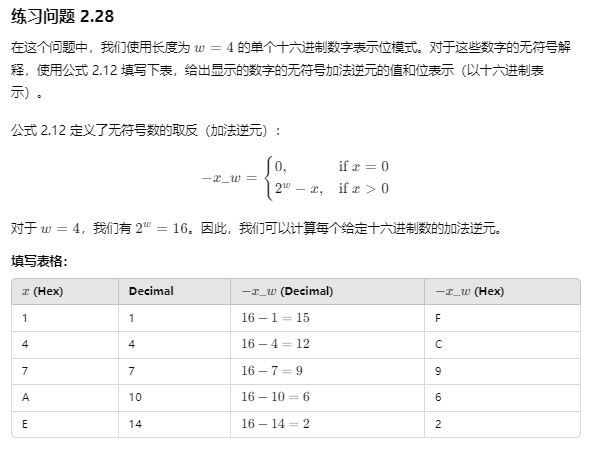 练习问题 2.28
在这个问题中，我们使用长度为 w = 4 的单个十六进制数字表示位模式。对于这些数字的无符号解
释，使用公式 2.12 填写下表，给出显示的数字的无符号加法逆元的值和位表示（以十六进制表
示）。
公式 2.12 定义了无符号数的取反（加法逆元）：
−x_w = { 0, if x = 0
2^w − x, if x > 0
对于 w = 4，我们有 2^w = 16。因此，我们可以计算每个给定十六进制数的加法逆元。
填写表格：
x (Hex) Decimal −x_w (Decimal) −x_w (Hex)
1 1 16 − 1 = 15 F
4 4 16 − 4 = 12 C
7 7 16 − 7 = 9 9
A 10 16 − 10 = 6 6
E 14 16 − 14 = 2 2